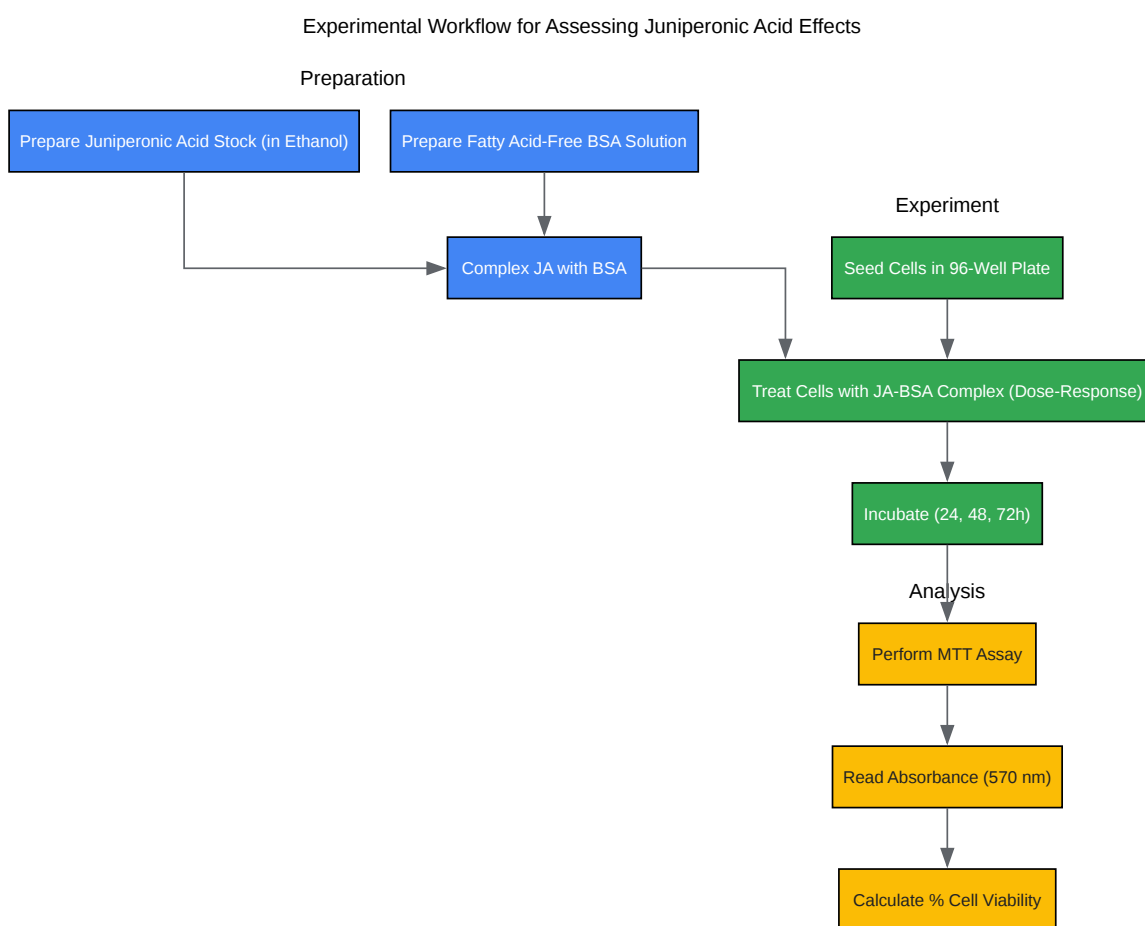 Experimental Workflow for Assessing Juniperonic Acid Effects
Preparation
Prepare Juniperonic Acid Stock (in Ethanol)
Prepare Fatty Acid-Free BSA Solution
Complex JA with BSA
Experiment
Seed Cells in 96-Well Plate
Treat Cells with JA-BSA Complex (Dose-Response)
Incubate (24, 48, 72h)
Analysis
Perform MTT Assay
Read Absorbance (570 nm)
Calculate % Cell Viability